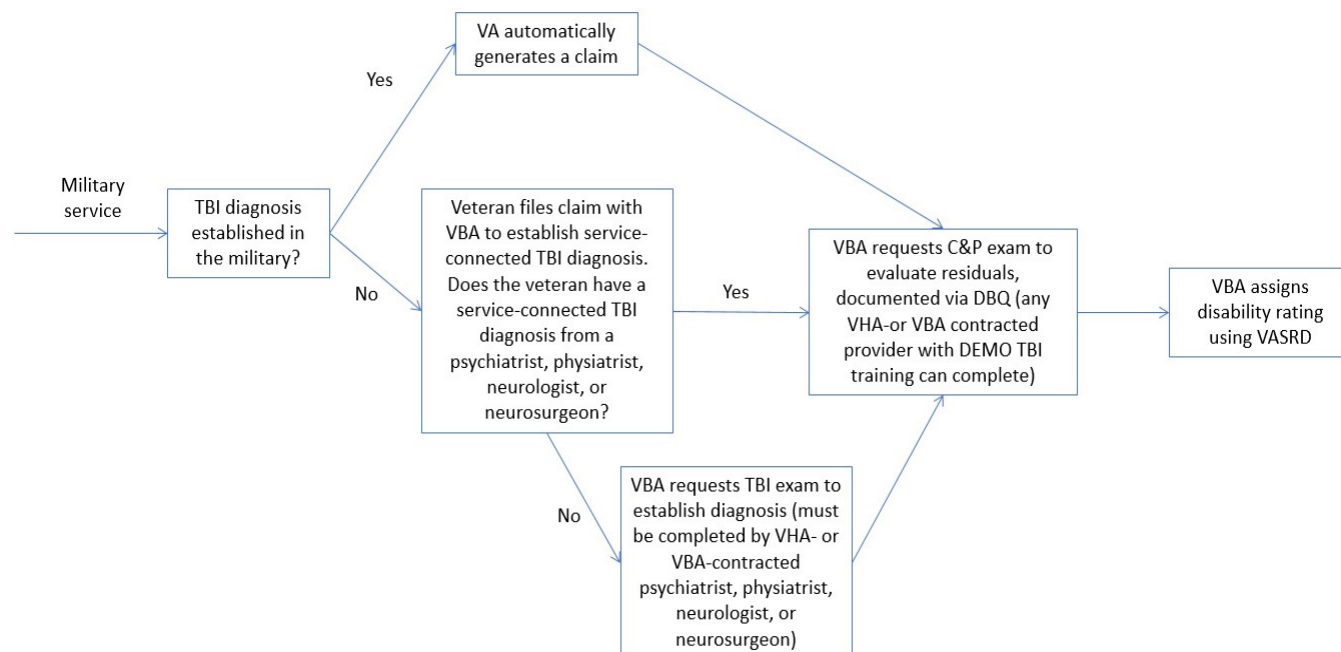 VA automatically
generates a claim
Yes
Military
service
TBI diagnosis
established in
the military?
No
Veteran files claim with
VBA to establish service-
connected TBI diagnosis.
Does the veteran have a
service-connected TBI
diagnosis from a
psychiatrist, physiatrist,
neurologist, or
neurosurgeon?
Yes
VBA requests C&P exam to
evaluate residuals,
documented via DBQ (any
VHA-or VBA contracted
provider with DEMO TBI
training can complete)
VBA assigns
disability rating
using VASRD
No
VBA requests TBI exam to
establish diagnosis (must
be completed by VHA- or
VBA-contracted
psychiatrist, physiatrist,
neurologist, or
neurosurgeon)